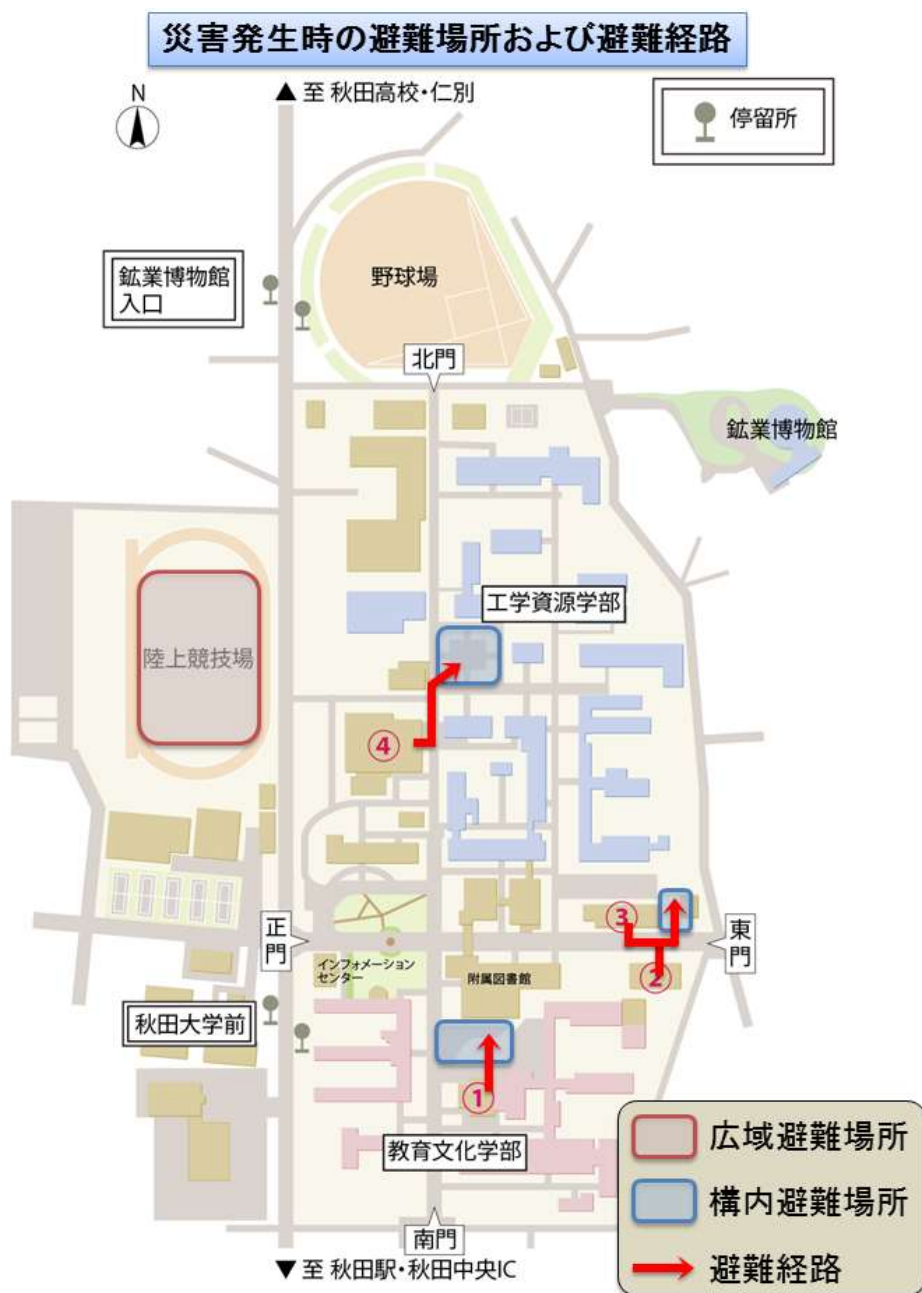 災害発生時の避難場所および避難経路
N
▲ 至 秋田高校・仁別
停留所
鉱業博物館
入口
野球場
北門
鉱業博物館
工学資源学部
陸上競技場
④
③
正
門
東
門
②
インフォメーション
センター
附属図書館
秋田大学前
①
教育文化学部
南門
▼ 至 秋田駅・秋田中央IC
広域避難場所
構内避難場所
避難経路